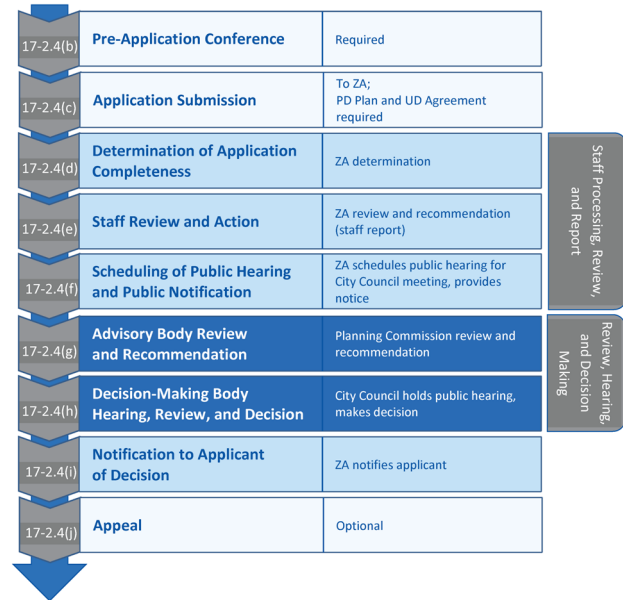 17-2.4(b)
Pre-Application Conference
Required
17-2.4(c)
Application Submission
To ZA;
PD Plan and UD Agreement
required
17-2.4(d)
Determination of Application
Completeness
ZA determination
17-2.4(e)
Staff Review and Action
ZA review and recommendation
(staff report)
17-2.4(f)
Scheduling of Public Hearing
and Public Notification
ZA schedules public hearing for
City Council meeting, provides
notice
Staff Processing, Review,
and Report
17-2.4(g)
Advisory Body Review
and Recommendation
Planning Commission review and
recommendation
17-2.4(h)
Decision-Making Body
Hearing, Review, and Decision
City Council holds public hearing,
makes decision
Review, Hearing,
and Decision
Making
17-2.4(i)
Notification to Applicant
of Decision
ZA notifies applicant
17-2.4(j)
Appeal
Optional